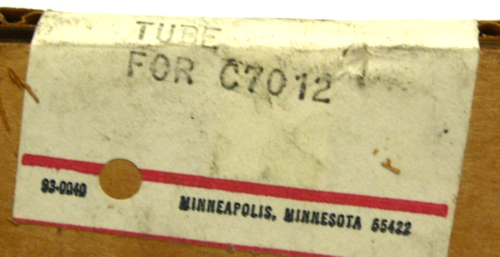 TUBE
FOR C7012
93-0040
MINNEAPOLIS, MINNESOTA 55422